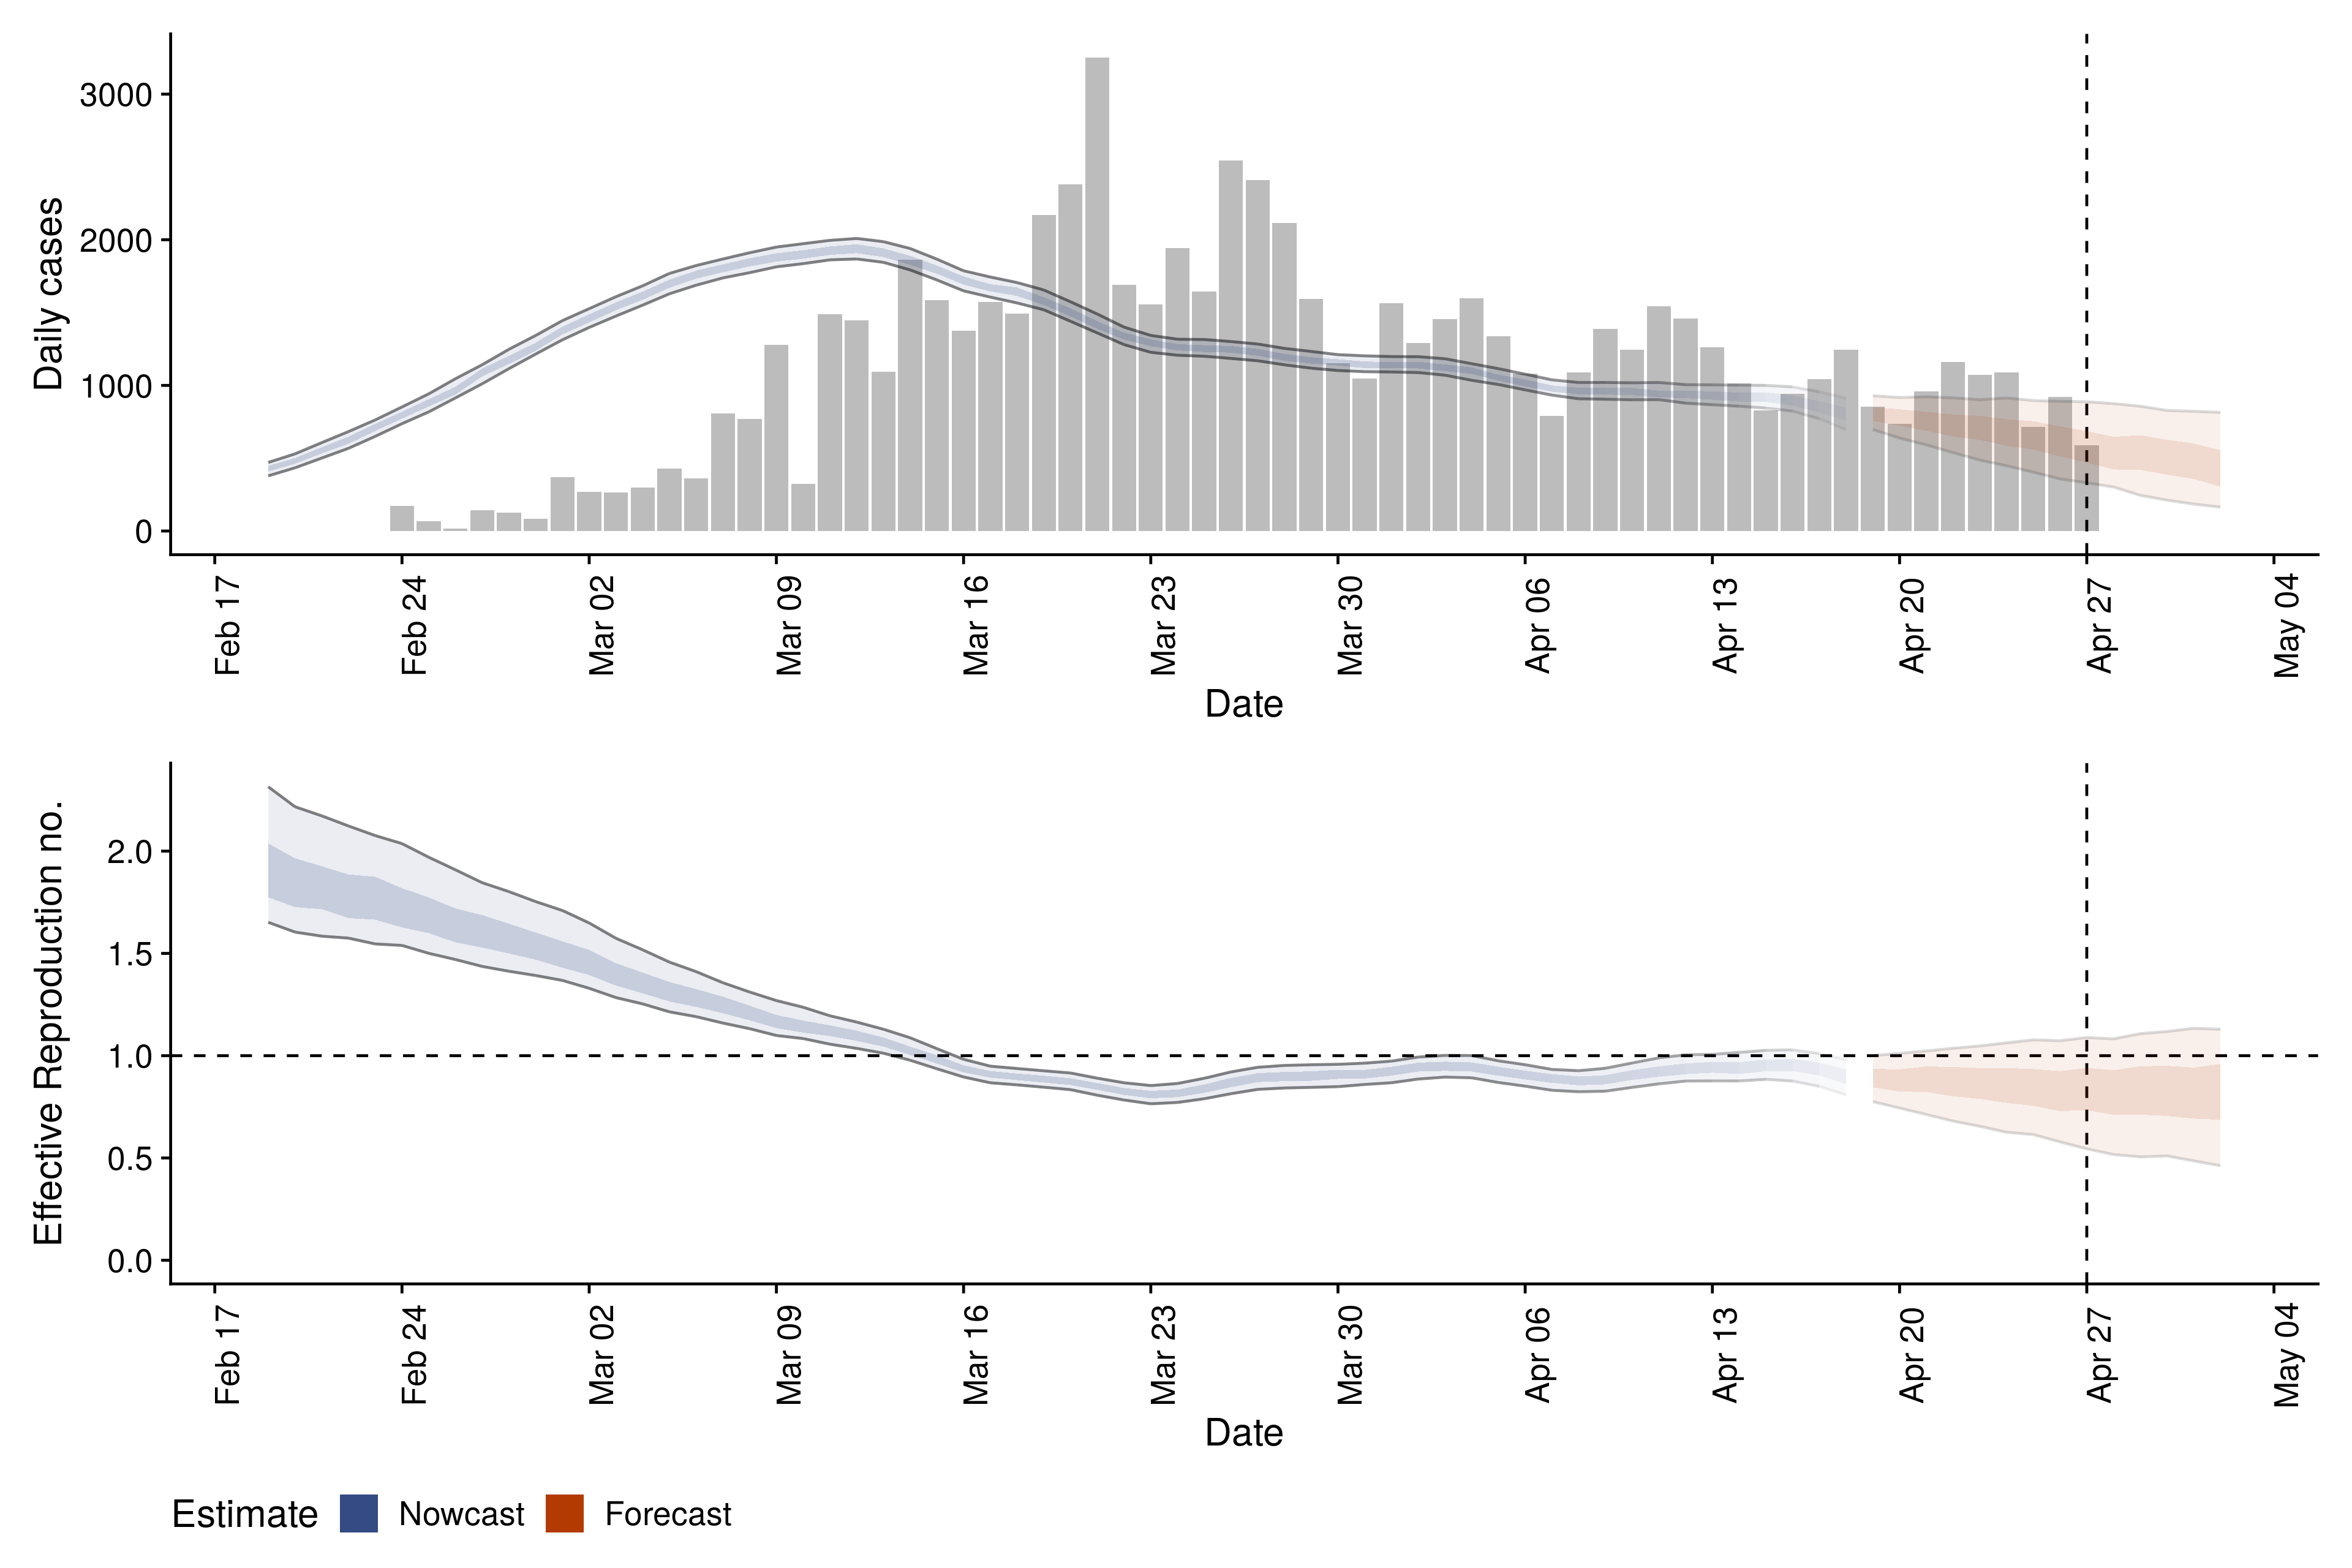 Daily cases
3000
2000
1000
0
Feb 17
Feb 24
Mar 02
Mar 09
Mar 16
Mar 23
Mar 30
Apr 06
Apr 13
Apr 20
Apr 27
May 04
Date
Effective Reproduction no.
2.0
1.5
1.0
0.5
0.0
Feb 17
Feb 24
Mar 02
Mar 09
Mar 16
Mar 23
Mar 30
Apr 06
Apr 13
Apr 20
Apr 27
May 04
Date
Estimate Nowcast Forecast